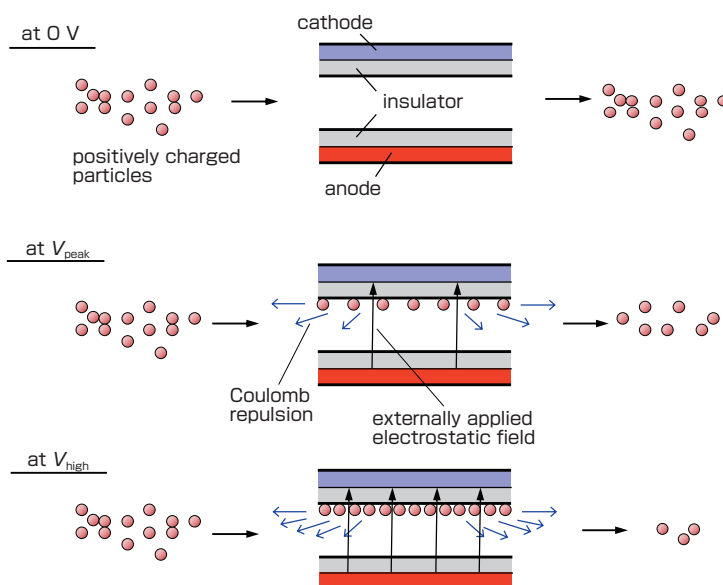 at 0 V
cathode
insulator
positively charged
particles
anode
at Vpeak
Coulomb
repulsion
externally applied
electrostatic field
at Vhigh